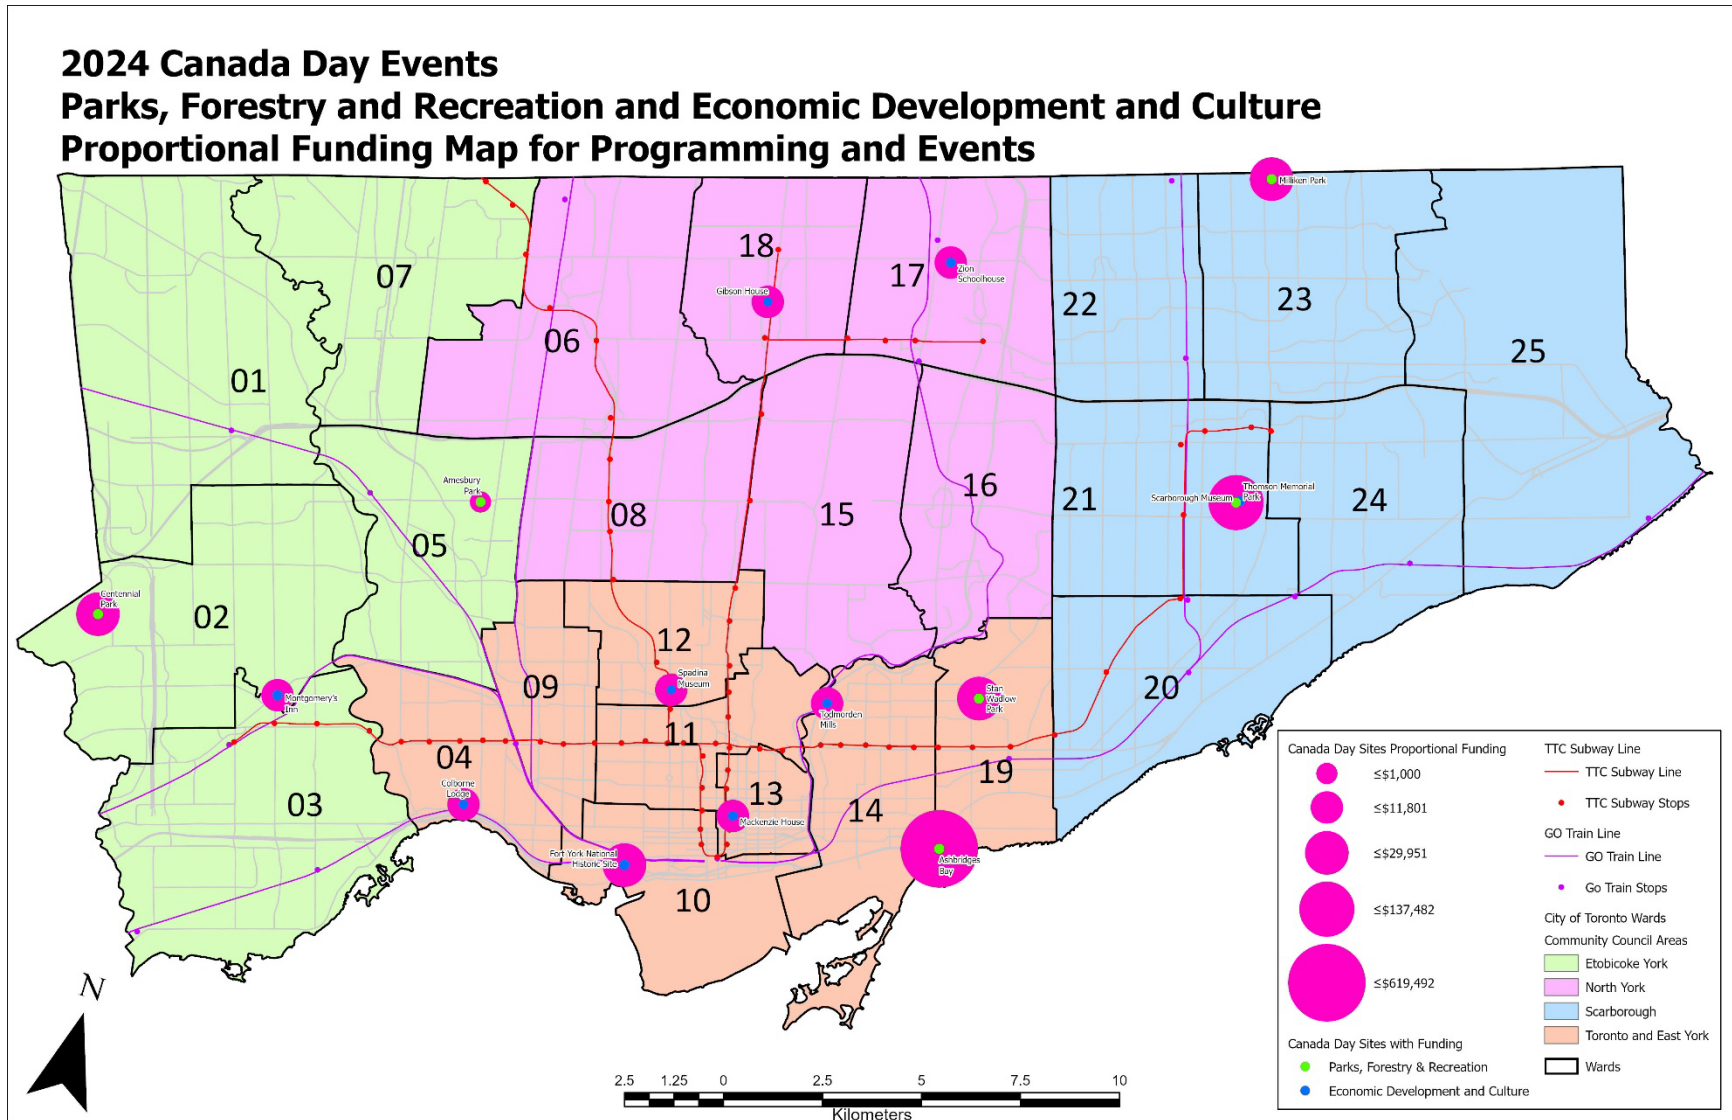 2024 Canada Day Events
Parks, Forestry and Recreation and Economic Development and Culture
Proportional Funding Map for Programming and Events
Milliken Park
18
17
07
Zion
Schoolhouse
Gibson House
22
23
06
25
01
Amesbury
Park
16
Thomson Memorial
Park
Scarborough Museum
21
24
08
15
05
Centennial
Park
02
12
Spadina
Museum
09
20
Stan
Wadlow
Park
Montgomery's
Inn
Todmorden
Mills
11
04
19
Colborne
Lodge
03
13
14
Mackenzie House
Fort York National
Historic Site
Ashbridges
Bay
10
N
2.5 1.25 0 2.5 5 7.5 10
Kilometers
Canada Day Sites Proportional Funding
≤$1,000
≤$11,801
≤$29,951
≤$137,482
≤$619,492
Canada Day Sites with Funding
Parks, Forestry & Recreation
Economic Development and Culture
TTC Subway Line
TTC Subway Line
TTC Subway Stops
GO Train Line
GO Train Line
Go Train Stops
City of Toronto Wards
Community Council Areas
Etobicoke York
North York
Scarborough
Toronto and East York
Wards